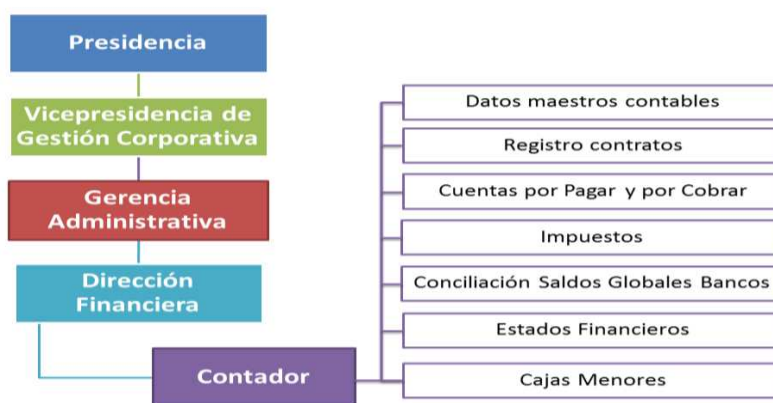 Presidencia
Vicepresidencia de
Gestión Corporativa
Gerencia
Administrativa
Dirección
Financiera
Contador
Datos maestros contables
Registro contratos
Cuentas por Pagar y por Cobrar
Impuestos
Conciliación Saldos Globales Bancos
Estados Financieros
Cajas Menores